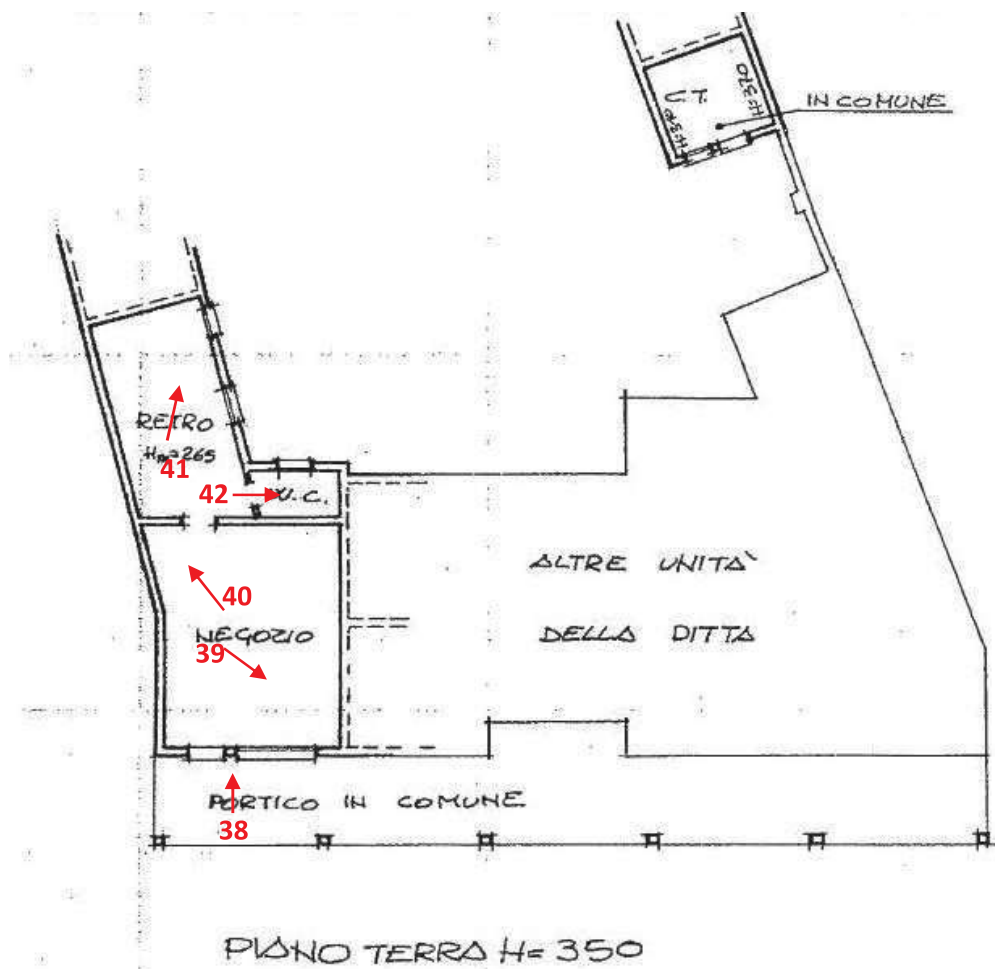 C.T.
H=370
H=370
IN COMUNE
RETRO
Hm=265
41
42
W.C.
40
NEGOZIO
39
ALTRE UNITA'
DELLA DITTA
PORTICO IN COMUNE
38
PIANO TERRA H= 350